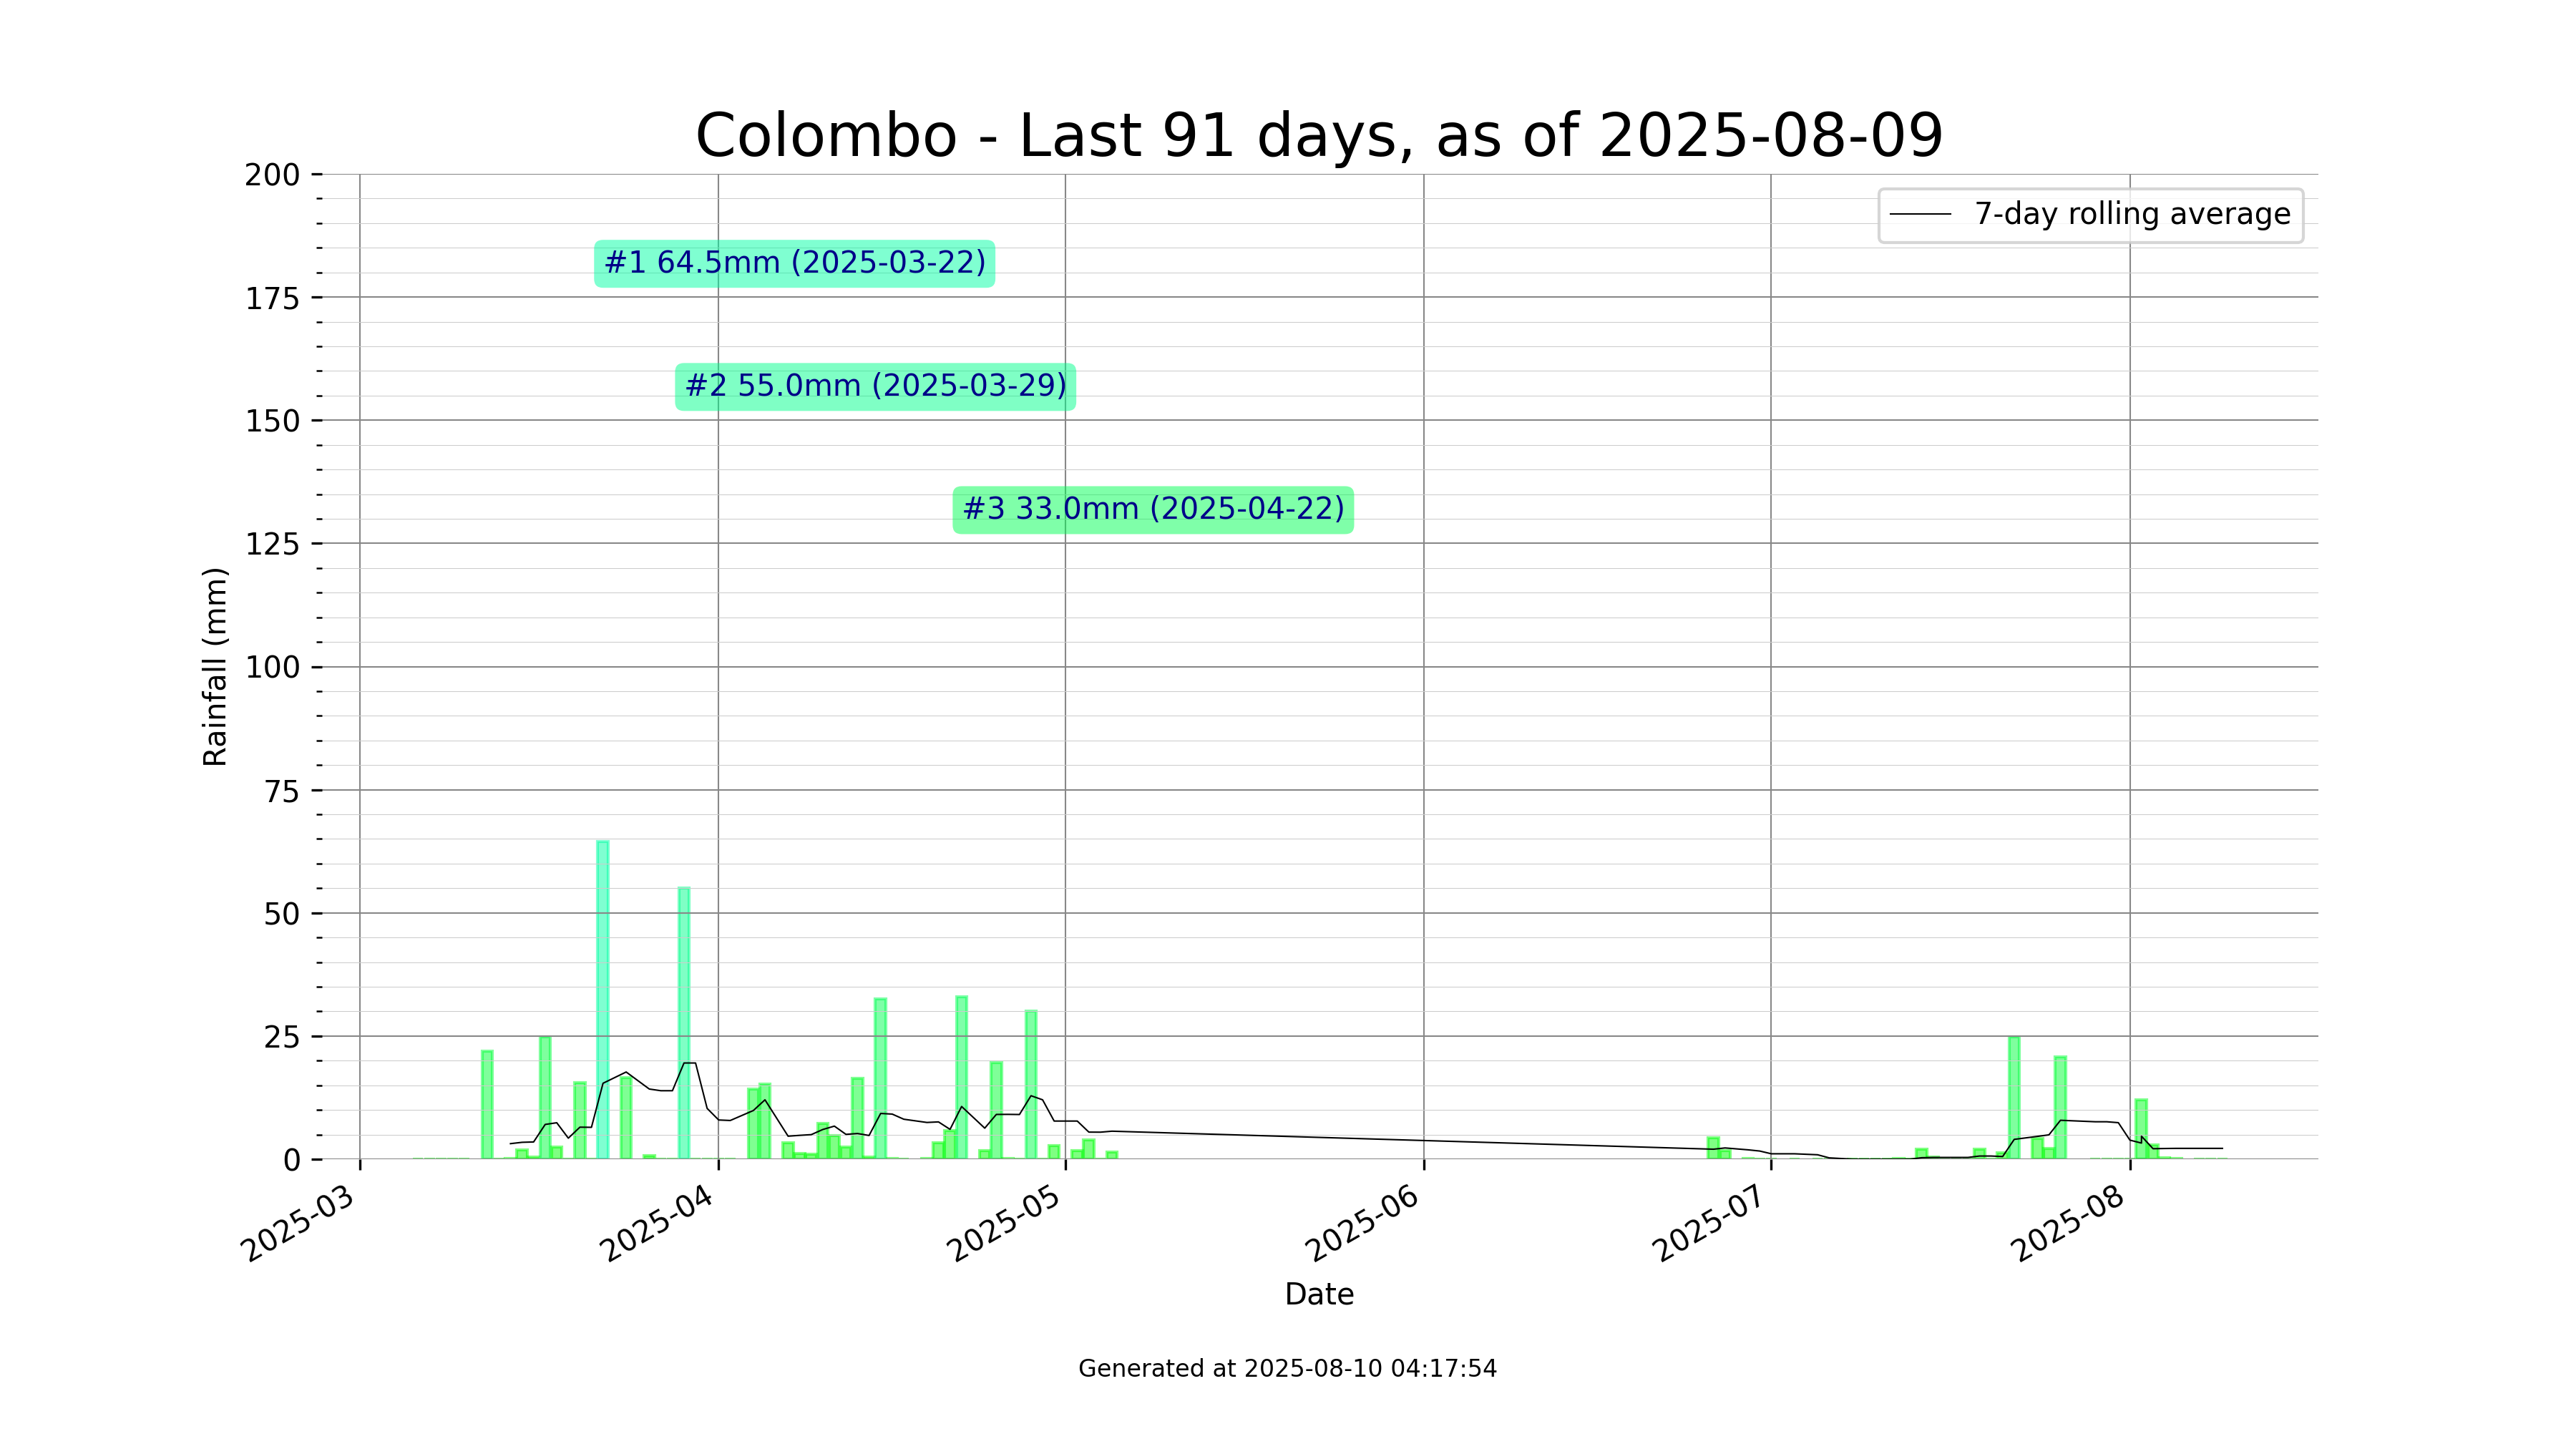 Colombo - Last 91 days, as of 2025-08-09
200
175
150
125
100
75
50
25
0
Rainfall (mm)
7-day rolling average
#1 64.5mm (2025-03-22)
#2 55.0mm (2025-03-29)
#3 33.0mm (2025-04-22)
2025-03
2025-04
2025-05
2025-06
2025-07
2025-08
Date
Generated at 2025-08-10 04:17:54